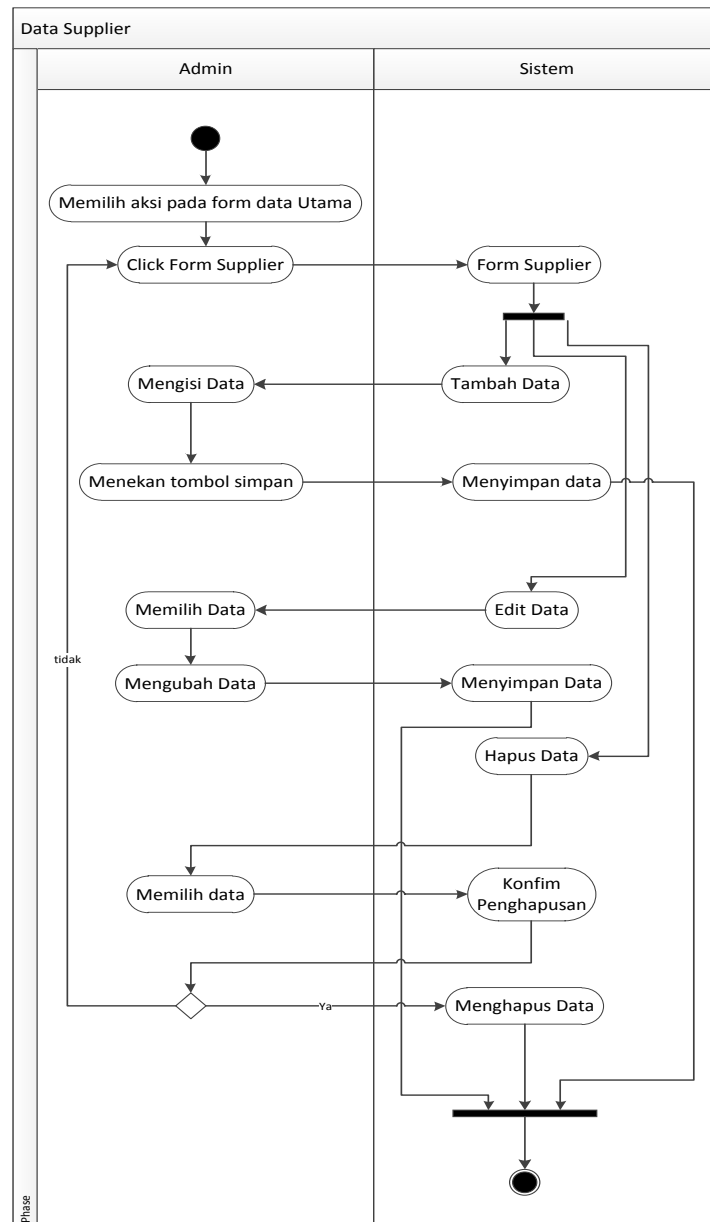 Data Supplier
Admin
Sistem
Memilih aksi pada form data Utama
Click Form Supplier
Form Supplier
Mengisi Data
Tambah Data
Menekan tombol simpan
Menyimpan data
Memilih Data
Edit Data
tidak
Mengubah Data
Menyimpan Data
Hapus Data
Memilih data
Konfim
Penghapusan
Ya
Menghapus Data
Phase